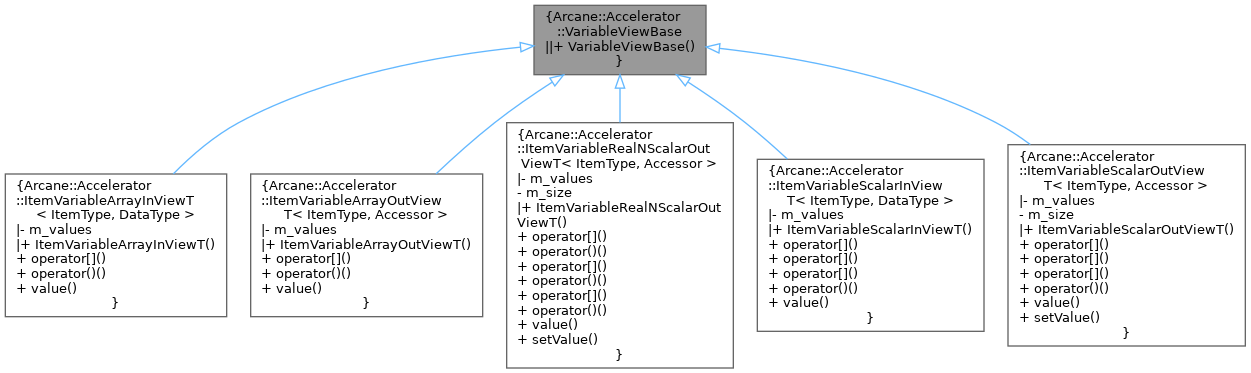 {Arcane::Accelerator
::VariableViewBase
||+ VariableViewBase()
}
{Arcane::Accelerator
::ItemVariableArrayInViewT
< ItemType, DataType >
|- m_values
|+ ItemVariableArrayInViewT()
+ operator[]()
+ operator()()
+ value()
}
{Arcane::Accelerator
::ItemVariableArrayOutView
T< ItemType, Accessor >
|- m_values
|+ ItemVariableArrayOutViewT()
+ operator[]()
+ operator()()
+ value()
}
{Arcane::Accelerator
::ItemVariableRealNScalarOut
ViewT< ItemType, Accessor >
|- m_values
- m_size
|+ ItemVariableRealNScalarOut
ViewT()
+ operator[]()
+ operator()()
+ operator[]()
+ operator()()
+ operator[]()
+ operator()()
+ value()
+ setValue()
}
{Arcane::Accelerator
::ItemVariableScalarInView
T< ItemType, DataType >
|- m_values
|+ ItemVariableScalarInViewT()
+ operator[]()
+ operator[]()
+ operator[]()
+ operator()()
+ value()
}
{Arcane::Accelerator
::ItemVariableScalarOutView
T< ItemType, Accessor >
|- m_values
- m_size
|+ ItemVariableScalarOutViewT()
+ operator[]()
+ operator[]()
+ operator[]()
+ operator()()
+ value()
+ setValue()
}